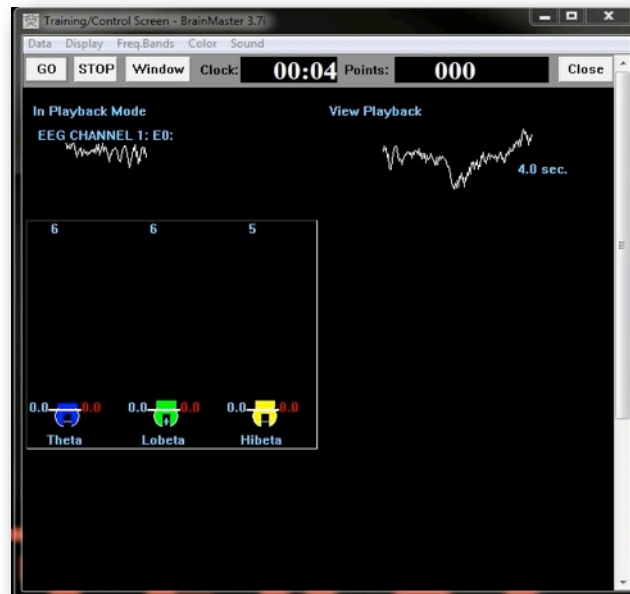 Training/Control Screen - BrainMaster 3.7i
Data Display Freq.Bands Color Sound
GO STOP Window Clock: 00:04 Points: 000 Close
In Playback Mode View Playback
EEG CHANNEL 1: E0:
4.0 sec.
6 6 5
0.0 0.0 0.0 0.0 0.0 0.0
Theta Lobeta Hibeta